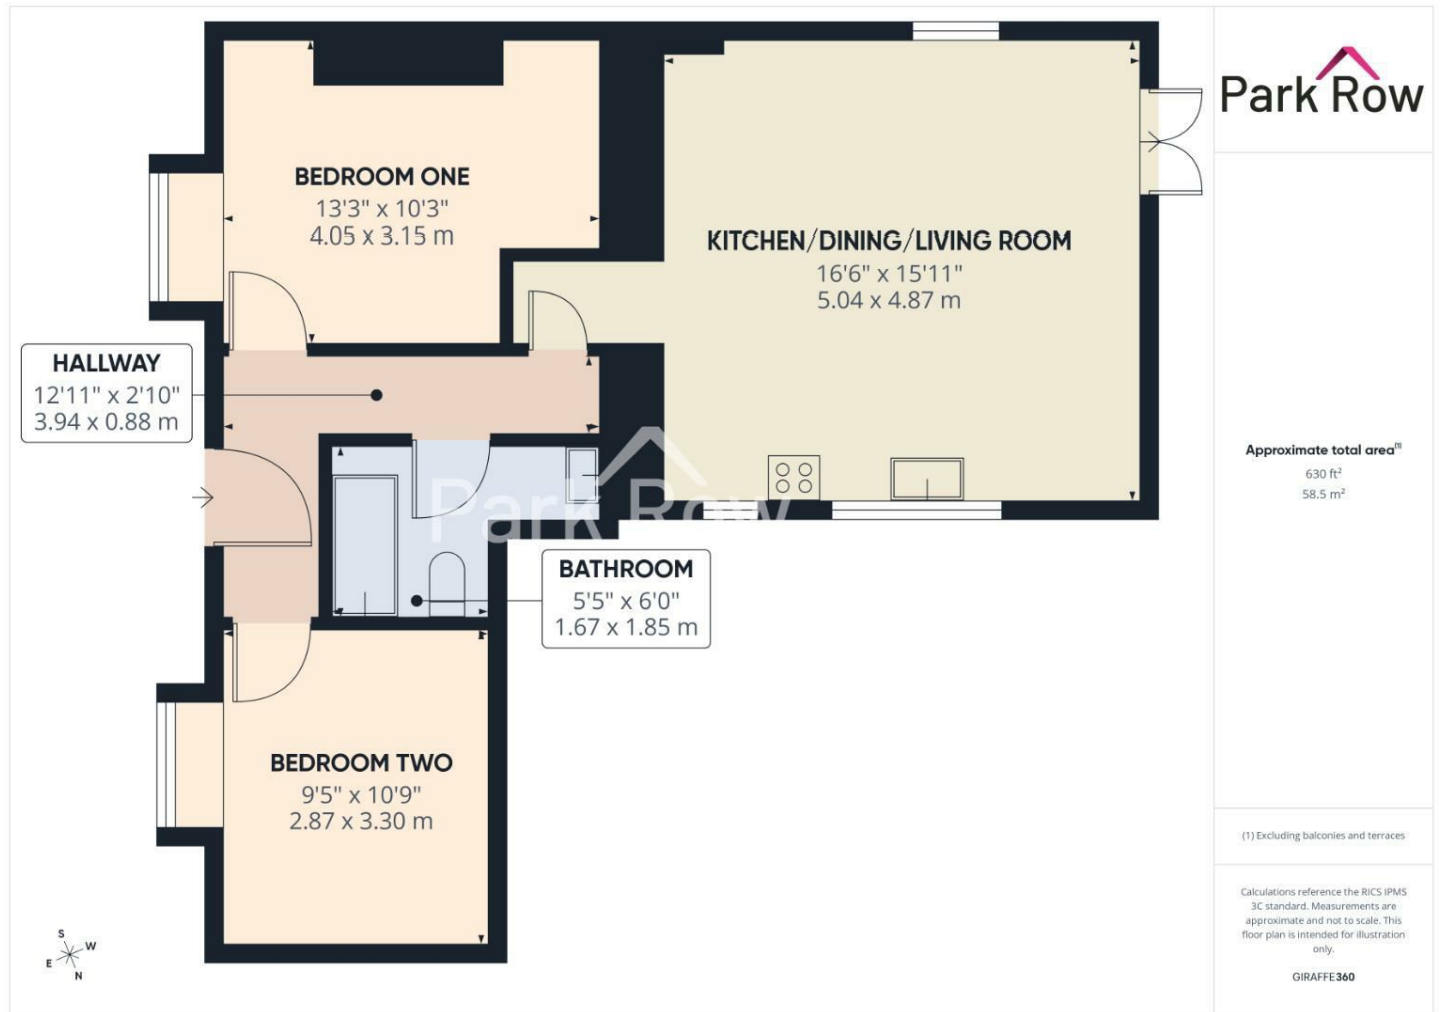 Park Row
BEDROOM ONE
13'3" x 10'3"
4.05 x 3.15 m
KITCHEN/DINING/LIVING ROOM
16'6" x 15'11"
5.04 x 4.87 m
HALLWAY
12'11" x 2'10"
3.94 x 0.88 m
Park Row
BATHROOM
5'5" x 6'0"
1.67 x 1.85 m
BEDROOM TWO
9'5" x 10'9"
2.87 x 3.30 m
S
W
E
N
Approximate total area(1)
630 ft²
58.5 m²
(1) Excluding balconies and terraces
Calculations reference the RICS IPMS
3C standard. Measurements are
approximate and not to scale. This
floor plan is intended for illustration
only.
GIRAFFE360